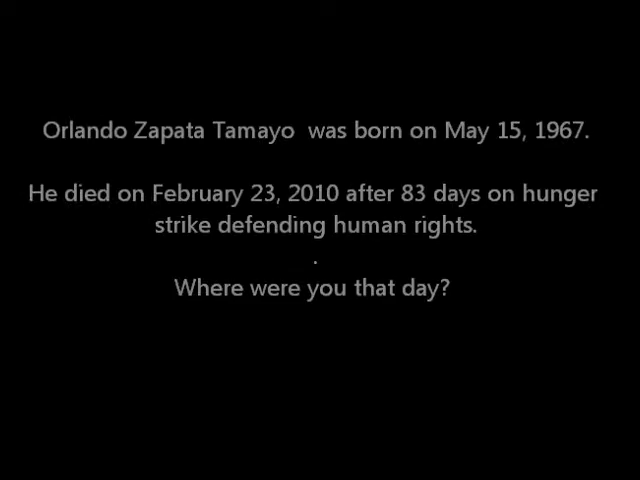 Orlando Zapata Tamayo  was born on May 15, 1967.
He died on February 23, 2010 after 83 days on hunger
strike defending human rights.
.
Where were you that day?